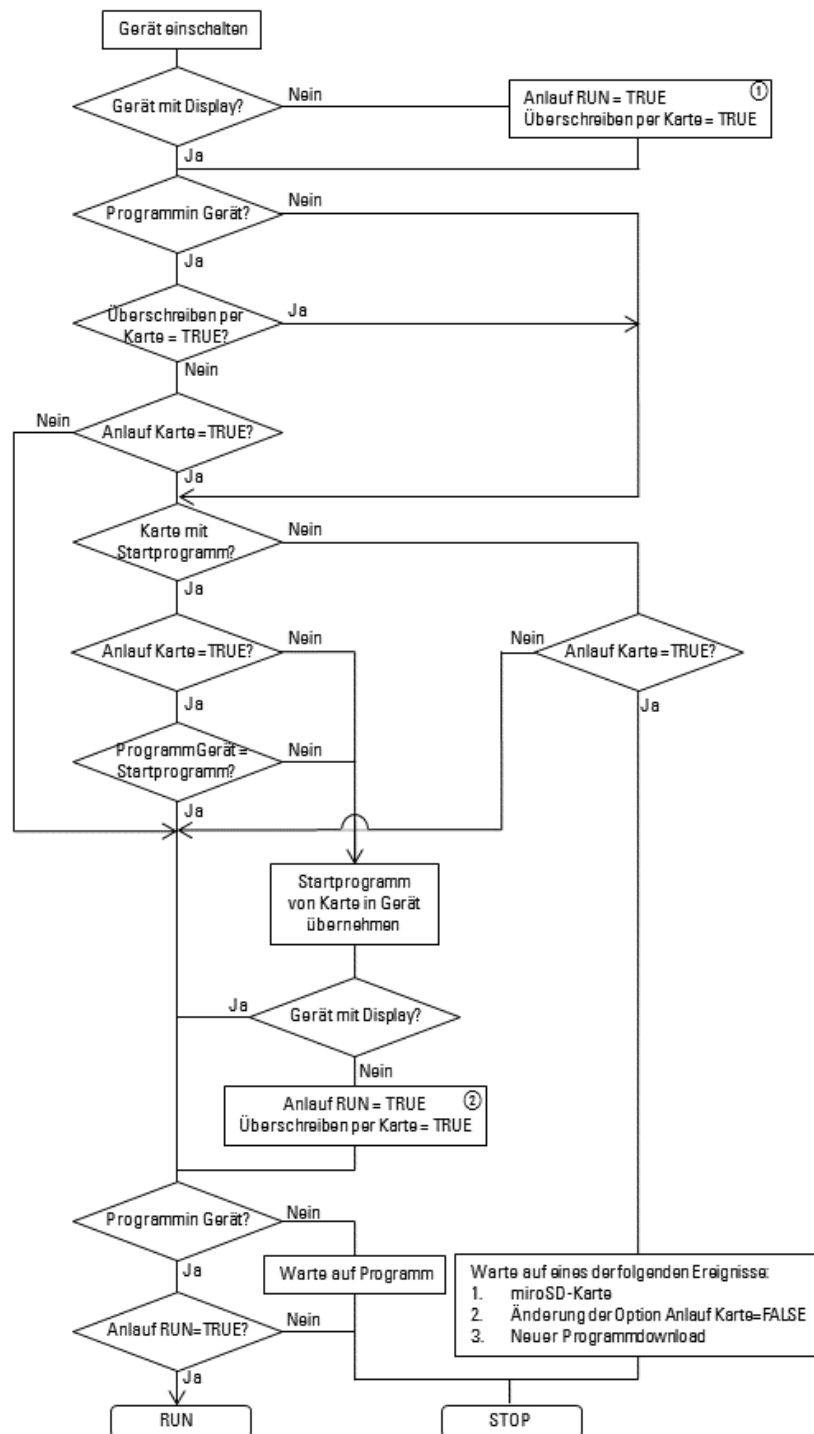 Gerät einschalten
Gerät mit Display?
Nein
Anlauf RUN = TRUE
①
Überschreiben per Karte = TRUE
Ja
Programmin Gerät?
Nein
Ja
Überschreiben per
Karte = TRUE?
Ja
Nein
Nein
Anlauf Karte=TRUE?
Ja
Karte mit
Startprogramm?
Nein
Ja
Anlauf Karte=TRUE?
Nein
Nein
Anlauf Karte=TRUE?
Ja
Ja
ProgrammGerät=
Startprogramm?
Nein
Ja
Startprogramm
von Karte in Gerät
übernehmen
Ja
Gerät mit Display?
Nein
Anlauf RUN = TRUE
②
Überschreiben per Karte = TRUE
Programmin Gerät?
Nein
Ja
Warte auf Programm
Warte auf eines derfolgenden Ereignisse:
1. miroSD-Karte
2. Änderung der Option Anlauf Karte=FALSE
3. Neuer Programmdownload
Anlauf RUN=TRUE?
Nein
Ja
RUN
STOP